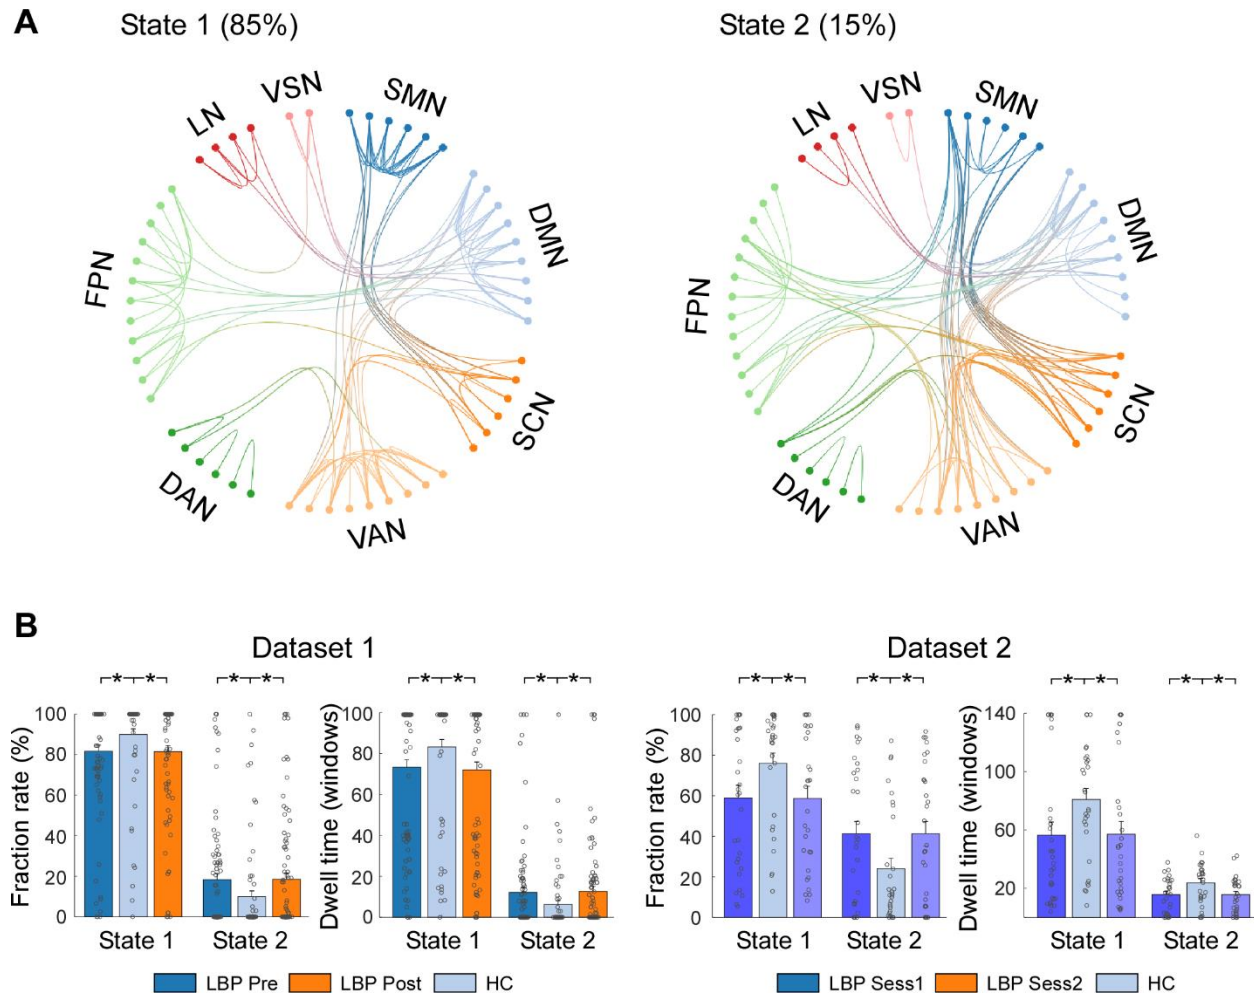 A
State 1 (85%)
State 2 (15%)
LN
VSN
SMN
DMN
SCN
VAN
DAN
FPN
LN
VSN
SMN
DMN
SCN
VAN
DAN
FPN
B
Dataset 1
Dataset 2
* * * *
* * * *
* * * *
* * * *
Fraction rate (%)
100
80
60
40
20
0
State 1
State 2
Dwell time (windows)
100
80
60
40
20
0
State 1
State 2
Fraction rate (%)
100
80
60
40
20
0
State 1
State 2
Dwell time (windows)
140
100
60
20
State 1
State 2
LBP Pre
LBP Post
HC
LBP Sess1
LBP Sess2
HC